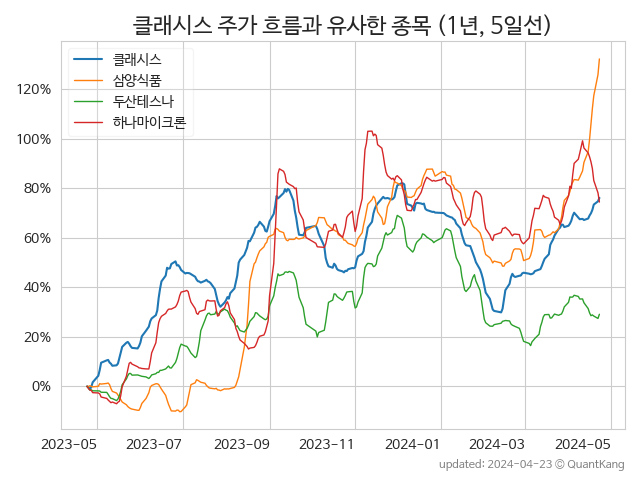 클래시스 주가 흐름과 유사한 종목 (1년, 5일선)
클래시스
삼양식품
두산테스나
하나마이크론
120%
100%
80%
60%
40%
20%
0%
2023-05 2023-07 2023-09 2023-11 2024-01 2024-03 2024-05
updated: 2024-04-23 © QuantKang